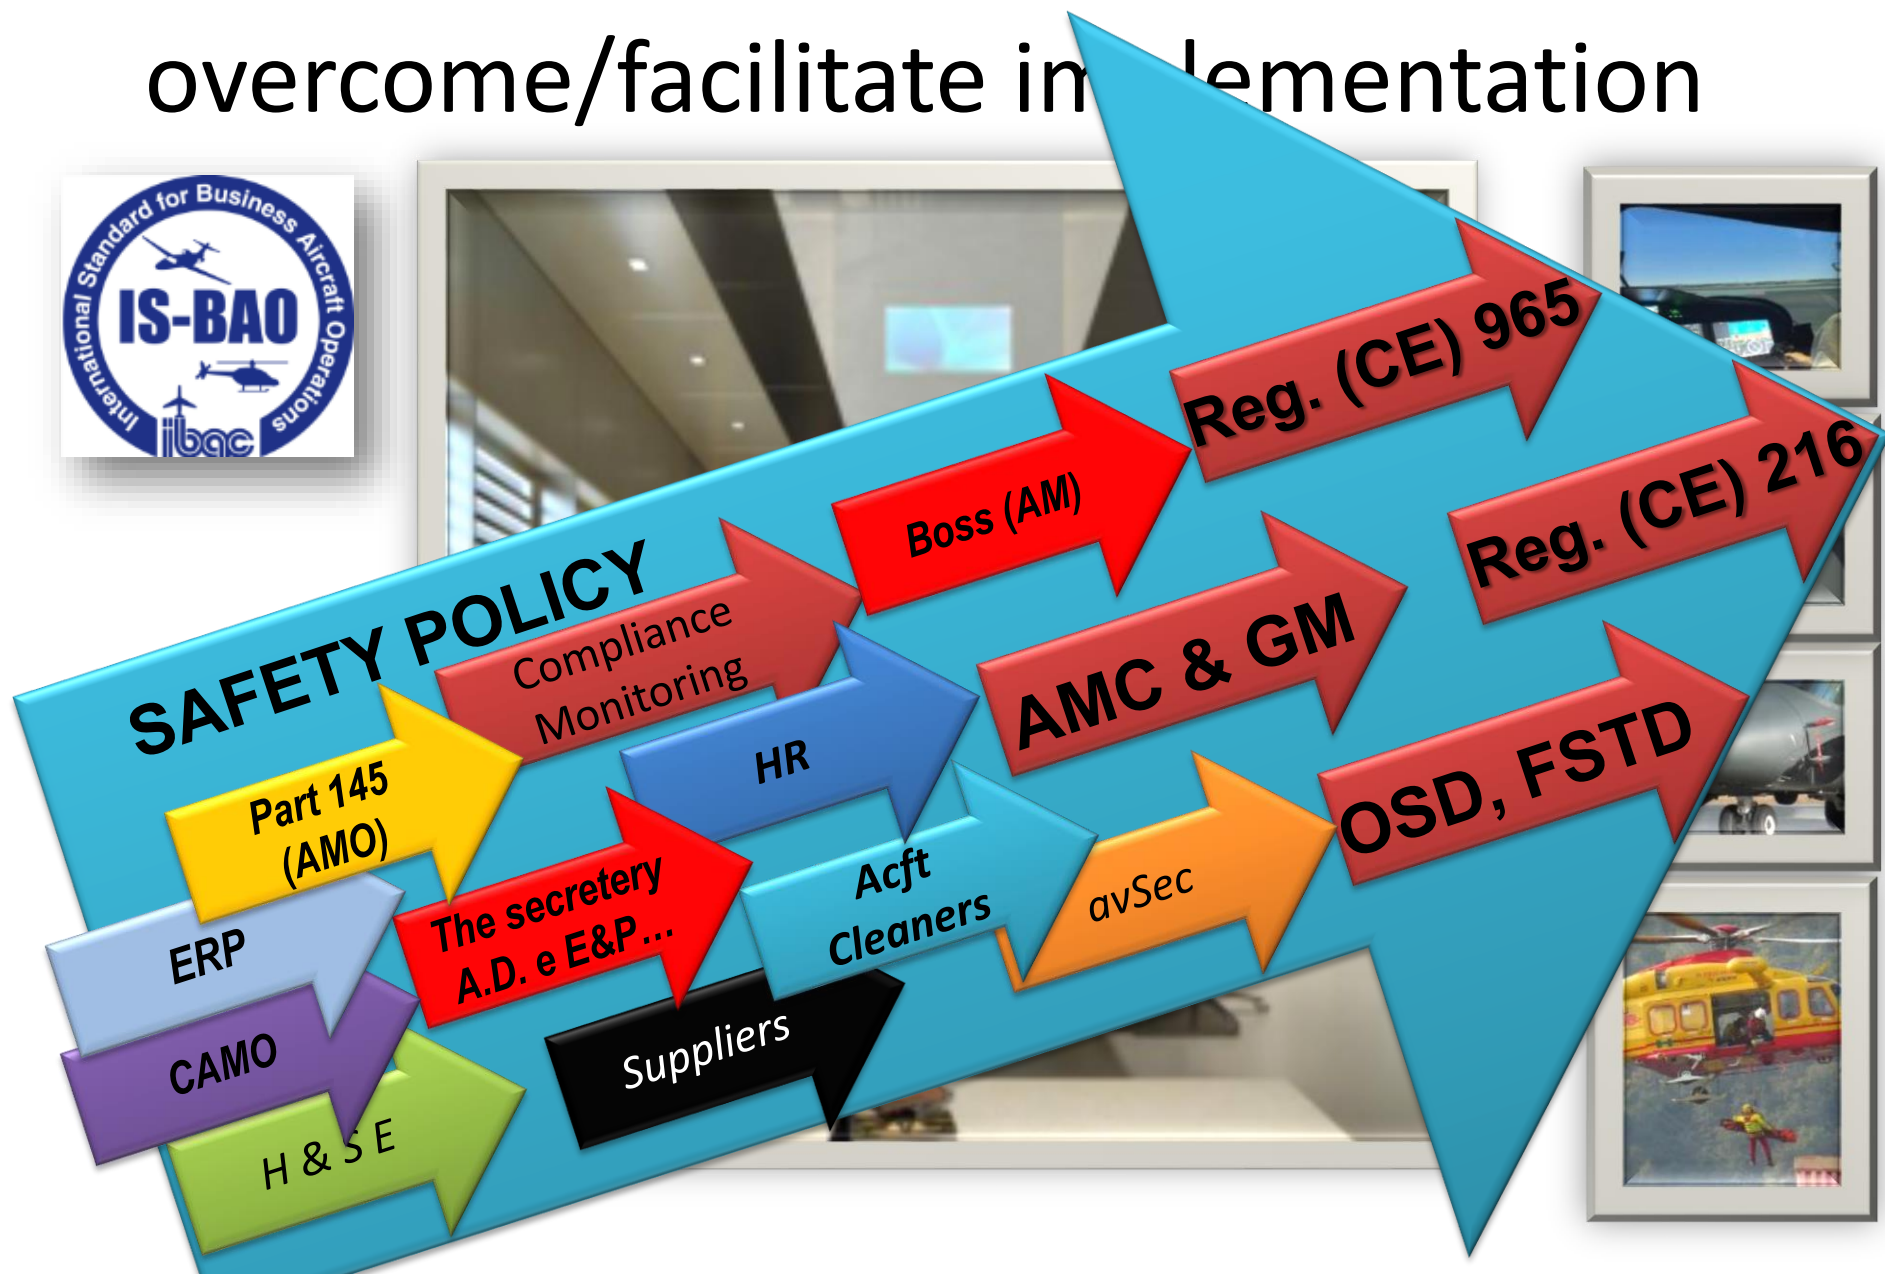 overcome/facilitate im lementation
International Standard for Business Aircraft Operations
IS-BAO
ibac
SAFETY POLICY
Reg. (CE) 965
Boss (AM)
Reg. (CE) 216
Compliance
Monitoring
AMC & GM
HR
OSD, FSTD
Part 145
(AMO)
The secretery
A.D. e E&P...
Acft
Cleaners
avSec
ERP
Suppliers
CAMO
H & S E